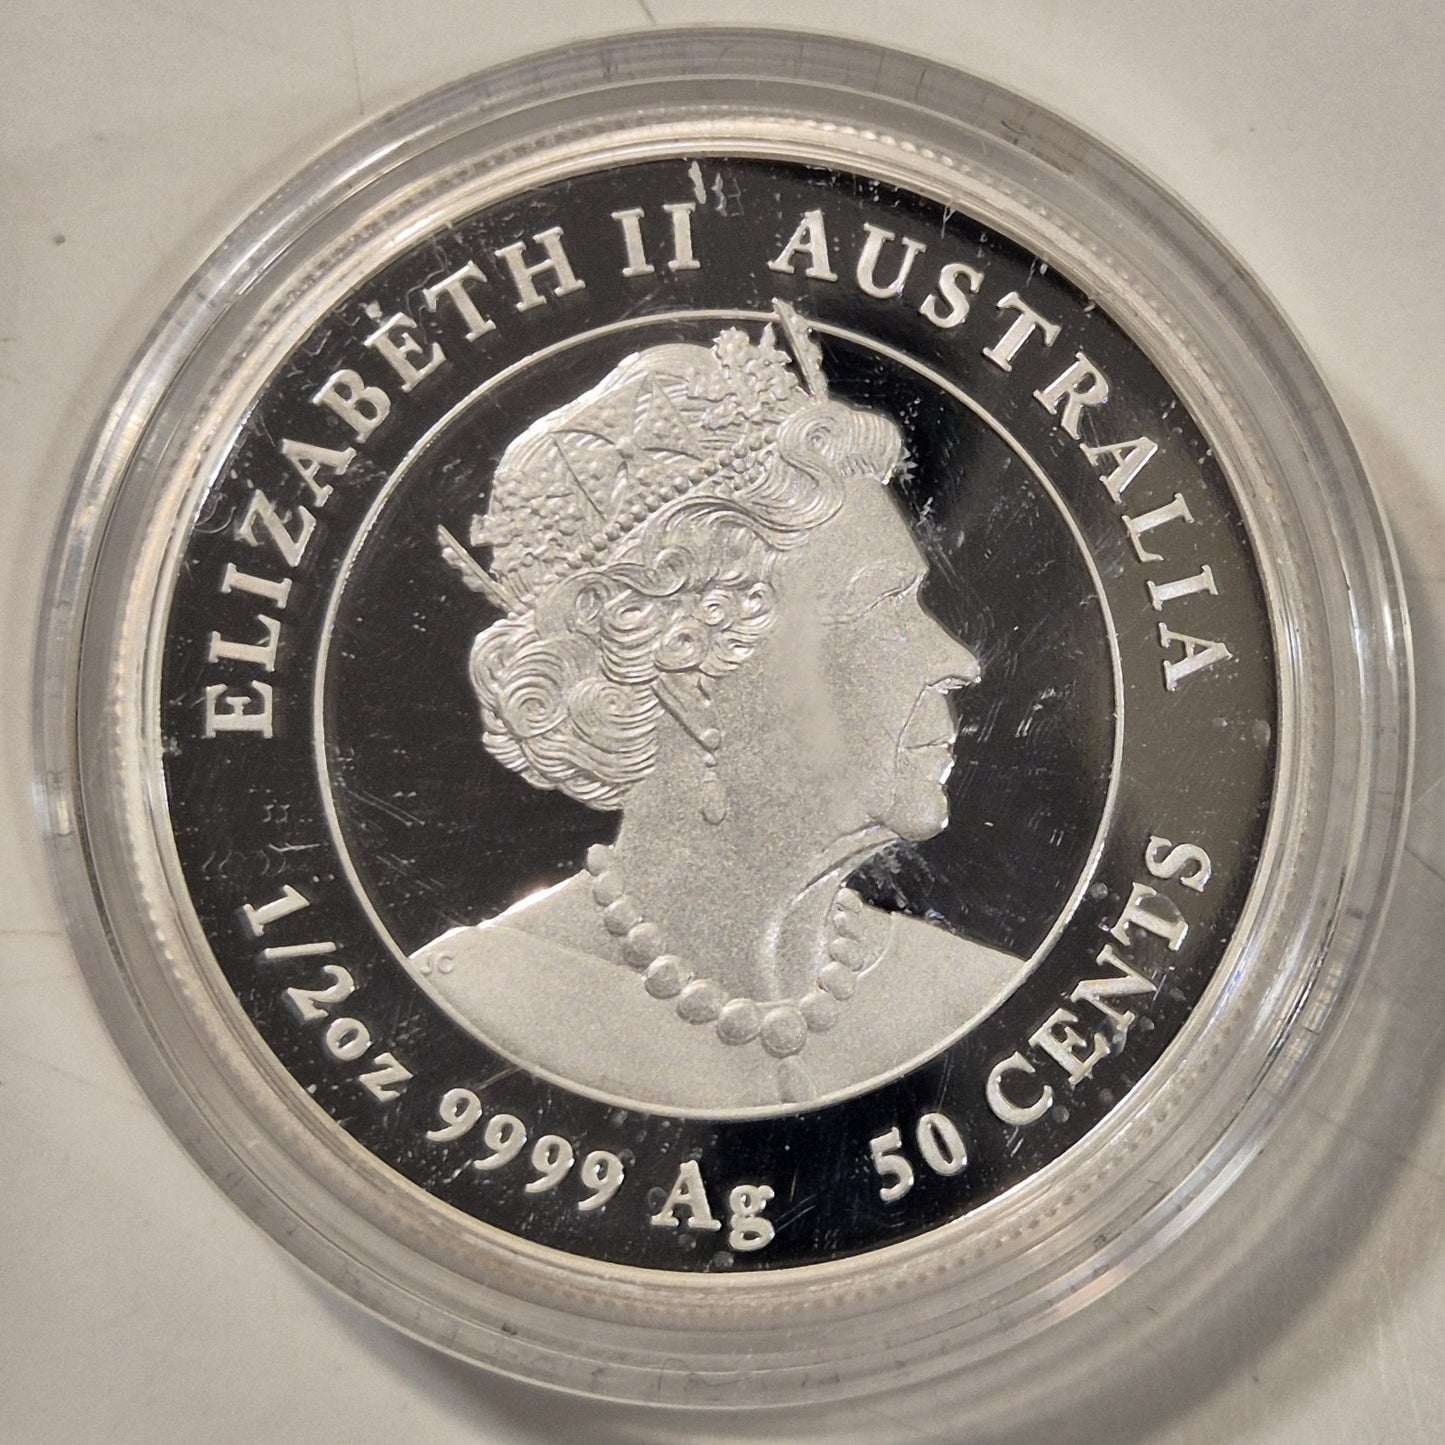 ELIZABETH II AUSTRALIA
1/2oz 9999 Ag 50 CENTS
JC